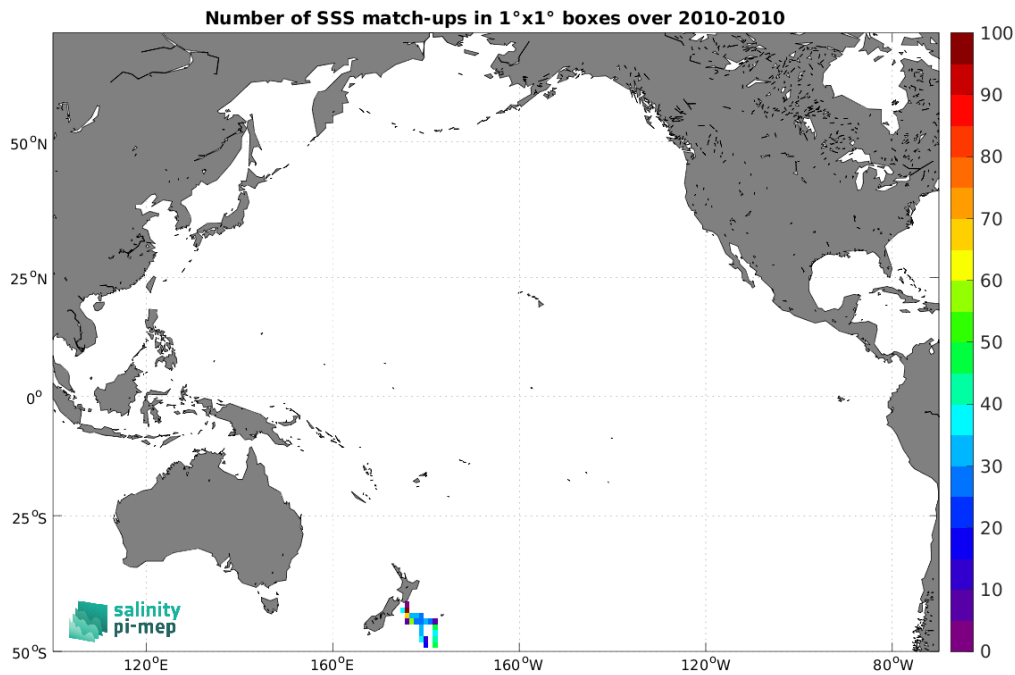 Number of SSS match-ups in 1°x1° boxes over 2010-2010
100
90
80
70
60
50
40
30
20
10
0
50°N
25°N
0°
25°S
50°S
120°E
160°E
160°W
120°W
80°W
salinity
pi-mep